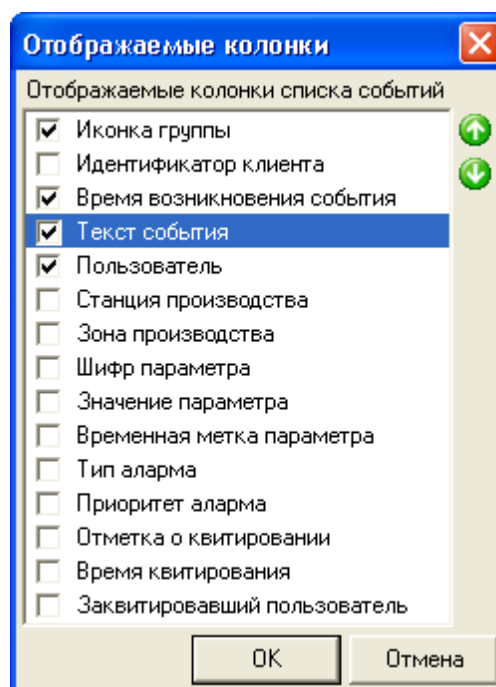 Отображаемые колонки
Отображаемые колонки списка событий
Иконка группы
Идентификатор клиента
Время возникновения события
Текст события
Пользователь
Станция производства
Зона производства
Шифр параметра
Значение параметра
Временная метка параметра
Тип аларма
Приоритет аларма
Отметка о квитировании
Время квитирования
Заквитировавший пользователь
OK
Отмена